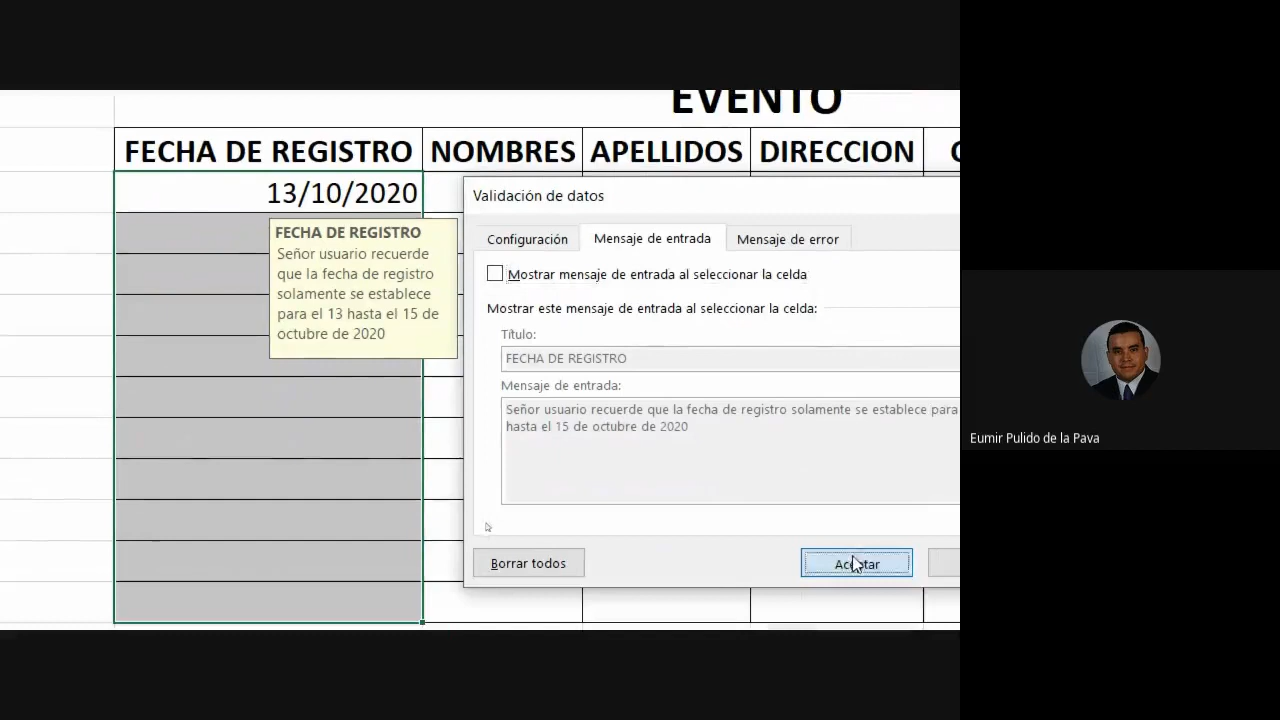 EVENTO
FECHA DE REGISTRO NOMBRES APELLIDOS DIRECCION
13/10/2020
Validación de datos
FECHA DE REGISTRO
Señor usuario recuerde
que la fecha de registro
solamente se establece
para el 13 hasta el 15 de
octubre de 2020
Configuración Mensaje de entrada Mensaje de error
Mostrar mensaje de entrada al seleccionar la celda
Mostrar este mensaje de entrada al seleccionar la celda:
Título:
FECHA DE REGISTRO
Mensaje de entrada:
Señor usuario recuerde que la fecha de registro solamente se establece para
hasta el 15 de octubre de 2020
Borrar todos Aceptar
Eumir Pulido de la Pava